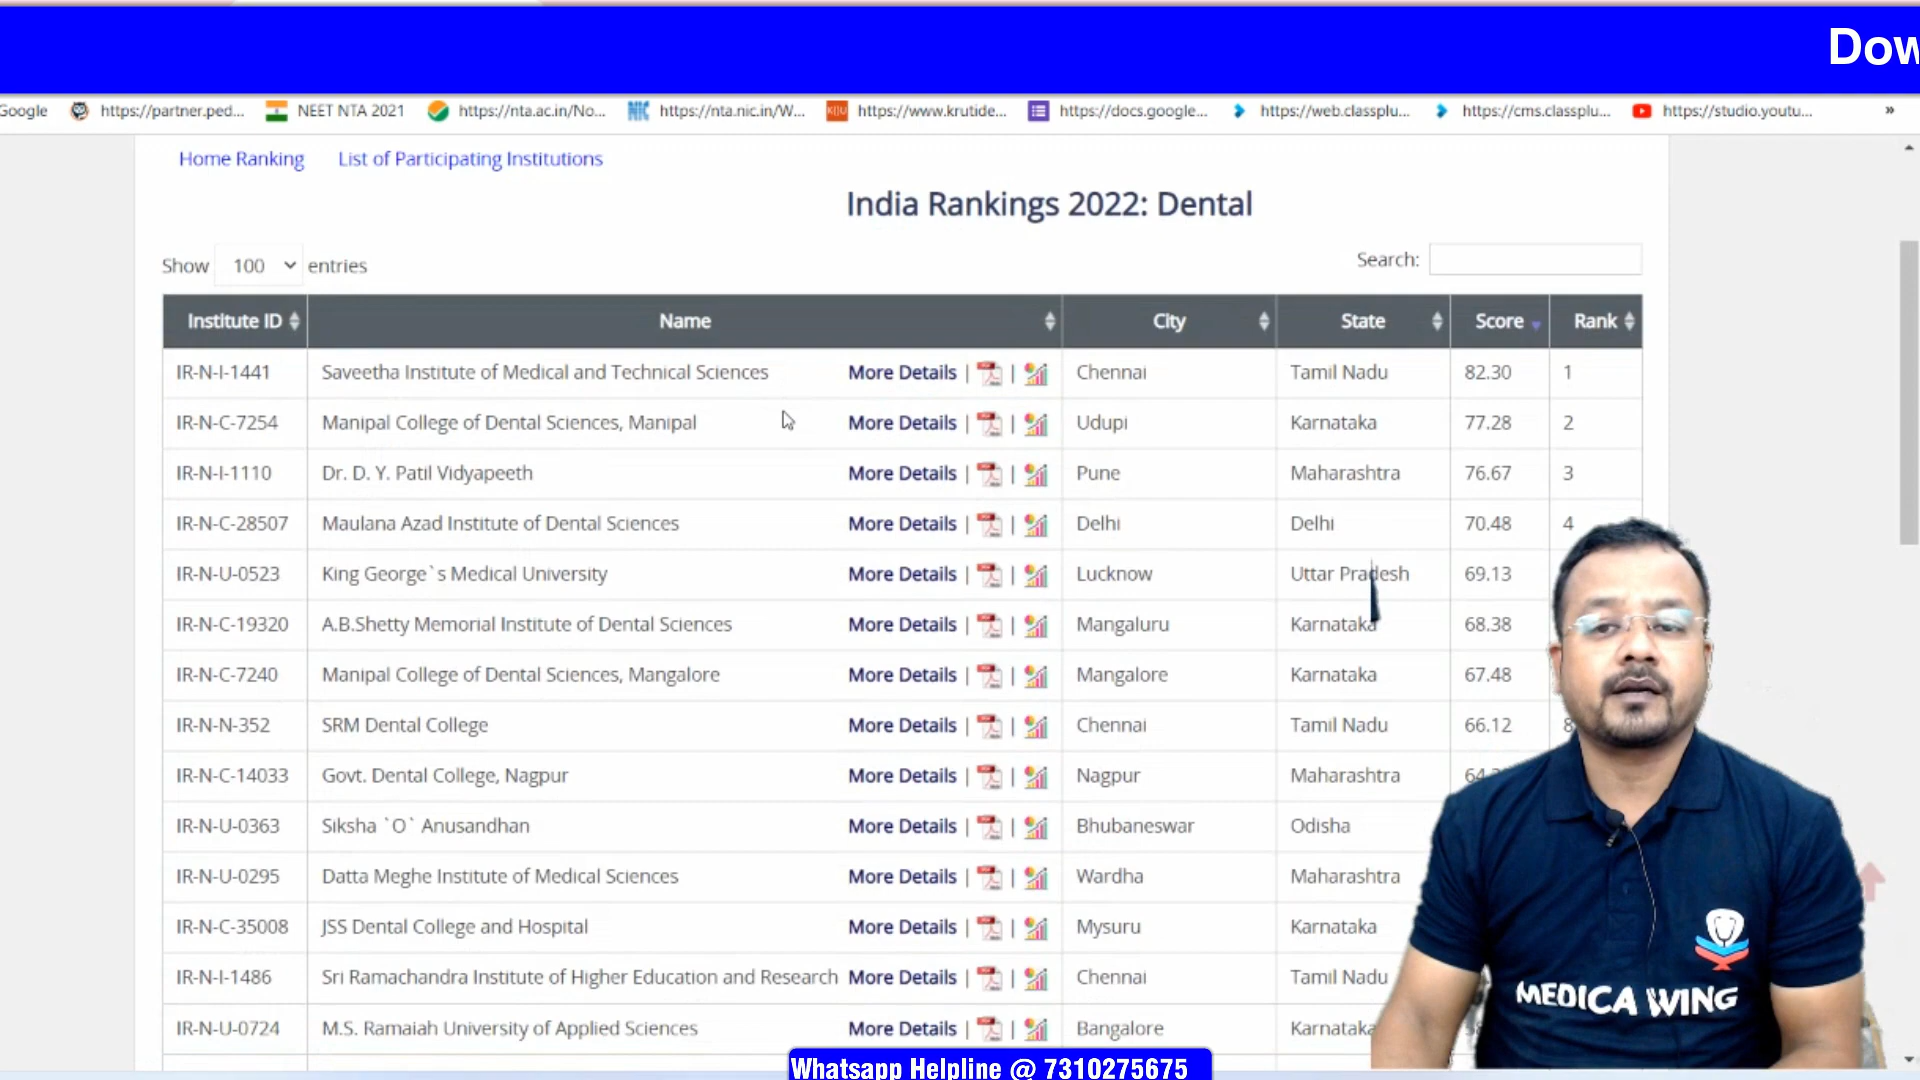 Dow
Google https://partner.ped... NEET NTA 2021 https://nta.ac.in/No... NIC https://nta.nic.in/W... https://www.krutide... https://docs.google... https://web.classplu... https://cms.classplu... https://studio.youtu... »
Home Ranking List of Participating Institutions
India Rankings 2022: Dental
Show 100 entries Search:
Institute ID Name City State Score Rank
IR-N-I-1441 Saveetha Institute of Medical and Technical Sciences More Details | | Chennai Tamil Nadu 82.30 1
IR-N-C-7254 Manipal College of Dental Sciences, Manipal More Details | | Udupi Karnataka 77.28 2
IR-N-I-1110 Dr. D. Y. Patil Vidyapeeth More Details | | Pune Maharashtra 76.67 3
IR-N-C-28507 Maulana Azad Institute of Dental Sciences More Details | | Delhi Delhi 70.48 4
IR-N-U-0523 King George`s Medical University More Details | | Lucknow Uttar Pradesh 69.13
IR-N-C-19320 A.B.Shetty Memorial Institute of Dental Sciences More Details | | Mangaluru Karnataka 68.38
IR-N-C-7240 Manipal College of Dental Sciences, Mangalore More Details | | Mangalore Karnataka 67.48
IR-N-N-352 SRM Dental College More Details | | Chennai Tamil Nadu 66.12 8
IR-N-C-14033 Govt. Dental College, Nagpur More Details | | Nagpur Maharashtra
IR-N-U-0363 Siksha `O` Anusandhan More Details | | Bhubaneswar Odisha
IR-N-U-0295 Datta Meghe Institute of Medical Sciences More Details | | Wardha Maharashtra
IR-N-C-35008 JSS Dental College and Hospital More Details | | Mysuru Karnataka
IR-N-I-1486 Sri Ramachandra Institute of Higher Education and Research More Details | | Chennai Tamil Nadu
IR-N-U-0724 M.S. Ramaiah University of Applied Sciences More Details | | Bangalore Karnataka
MEDICA WING
Whatsapp Helpline @ 7310275675